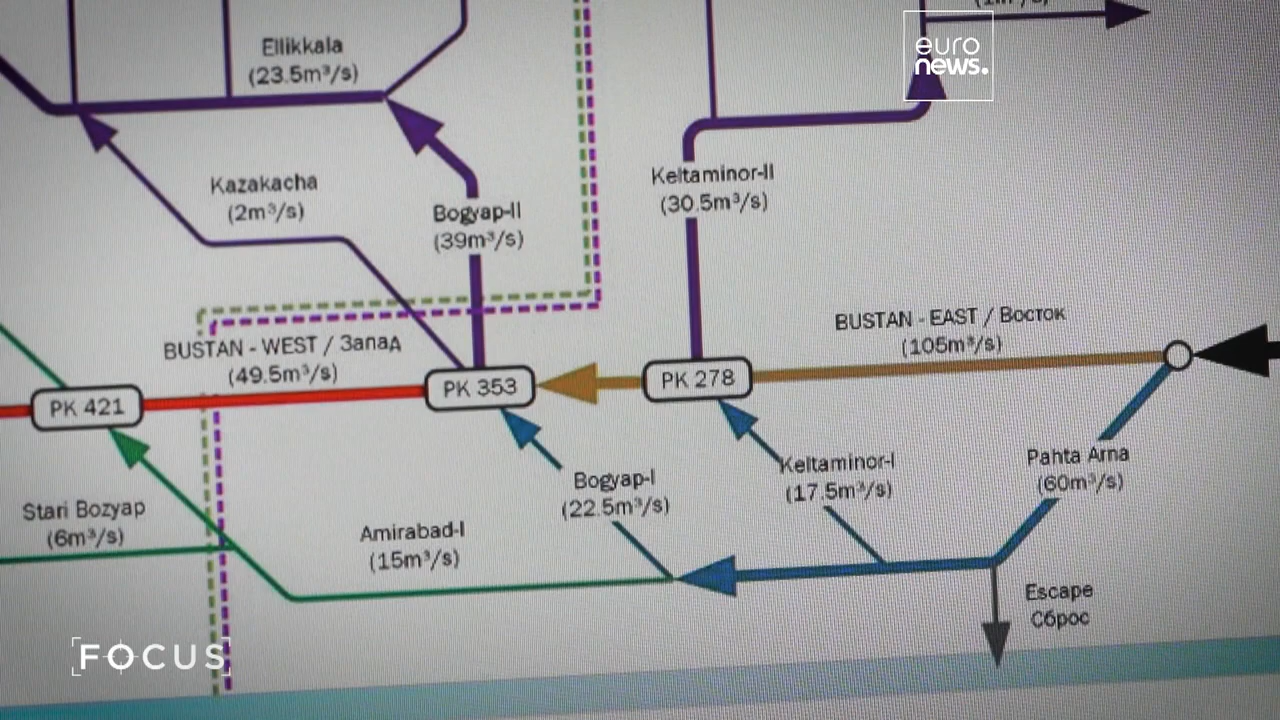 euro
news.
Ellikkala
(23.5m³/s)
Kazakacha
(2m³/s)
Bogyap-II
(39m³/s)
Keltaminor-II
(30.5m³/s)
BUSTAN - EAST / Восток
(105m³/s)
BUSTAN - WEST / Запад
(49.5m³/s)
PK 421
PK 353
PK 278
Keltaminor-I
(17.5m³/s)
Pahta Arna
(60m³/s)
Bogyap-I
(22.5m³/s)
Stari Bozyap
(6m³/s)
Amirabad-I
(15m³/s)
Escape
Сброс
FOCUS